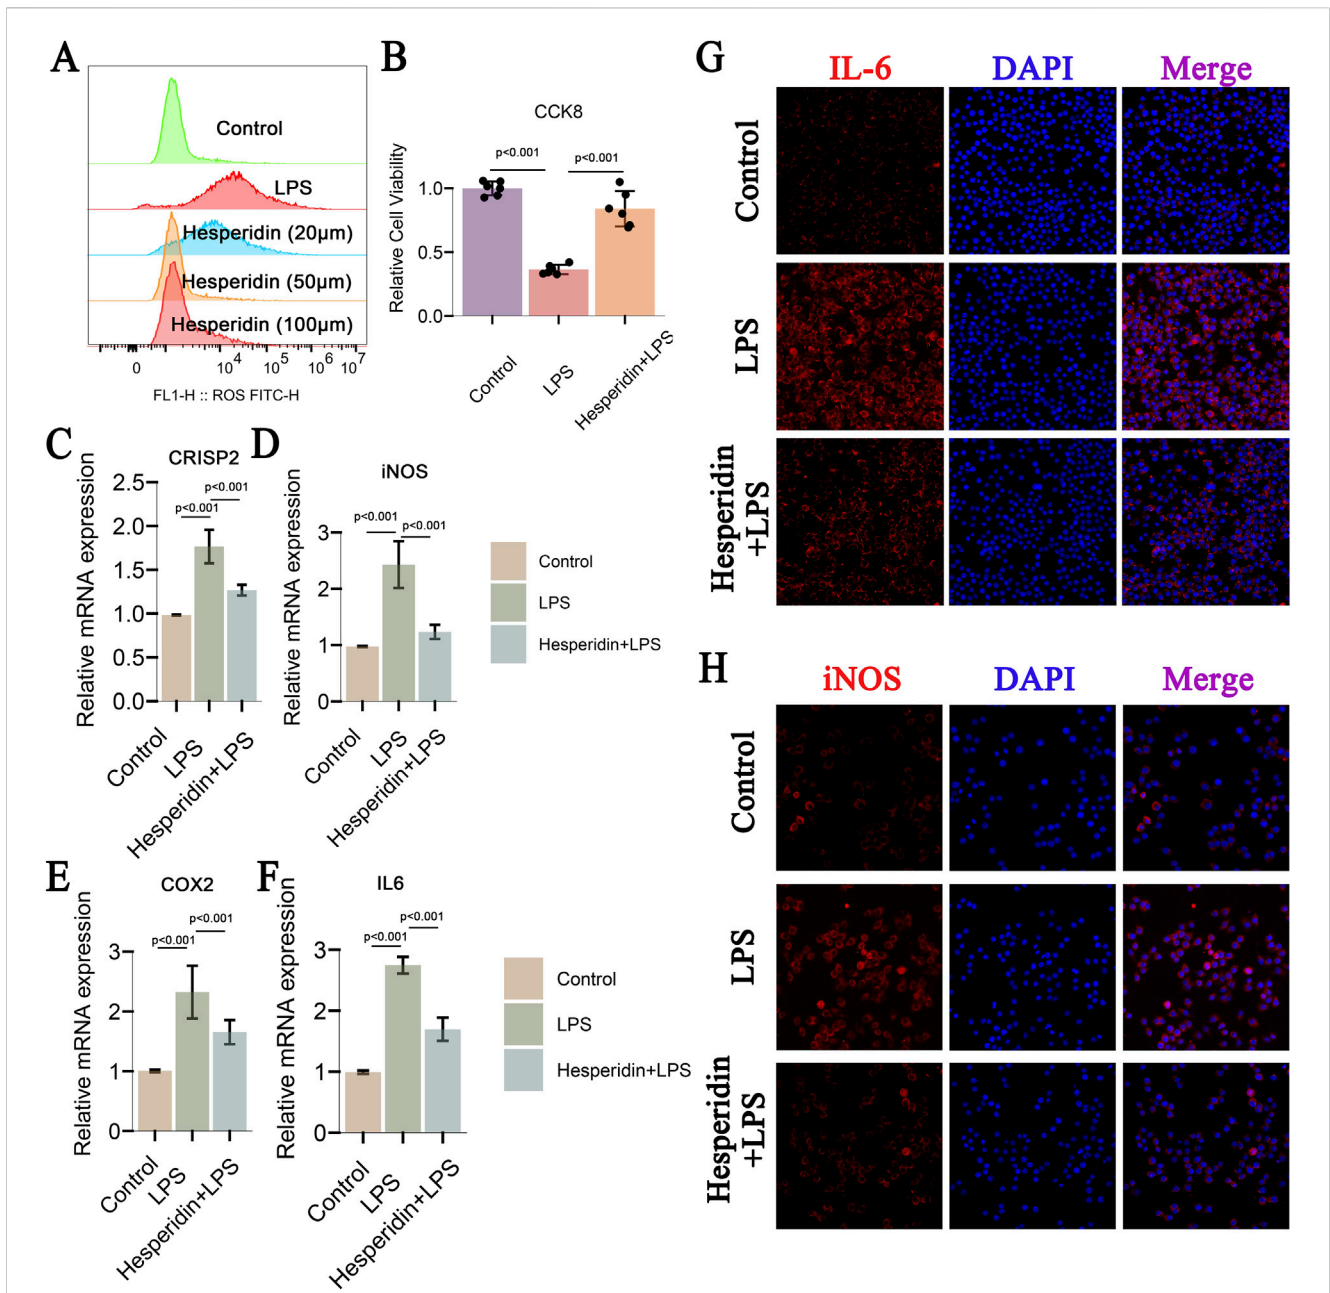 A
Control
LPS
Hesperidin (20μm)
Hesperidin (50μm)
Hesperidin (100μm)
0 10^4 10^5 10^6 10^7
FL1-H :: ROS FITC-H
B
CCK8
p<0.001 p<0.001
Relative Cell Viability
1.0
0.5
0.0
Control
LPS
Hesperidin+LPS
C
CRISP2
p<0.001
p<0.001
Relative mRNA expression
2.5
2.0
1.5
1.0
0.5
0.0
Control
LPS
Hesperidin+LPS
D
iNOS
p<0.001
p<0.001
Relative mRNA expression
3
2
1
0
Control
LPS
Hesperidin+LPS
Control
LPS
Hesperidin+LPS
E
COX2
p<0.001
p<0.001
Relative mRNA expression
3
2
1
0
Control
LPS
Hesperidin+LPS
F
IL6
p<0.001
p<0.001
Relative mRNA expression
3
2
1
0
Control
LPS
Hesperidin+LPS
Control
LPS
Hesperidin+LPS
G
IL-6 DAPI Merge
Control
LPS
Hesperidin
+LPS
H
iNOS DAPI Merge
Control
LPS
Hesperidin
+LPS